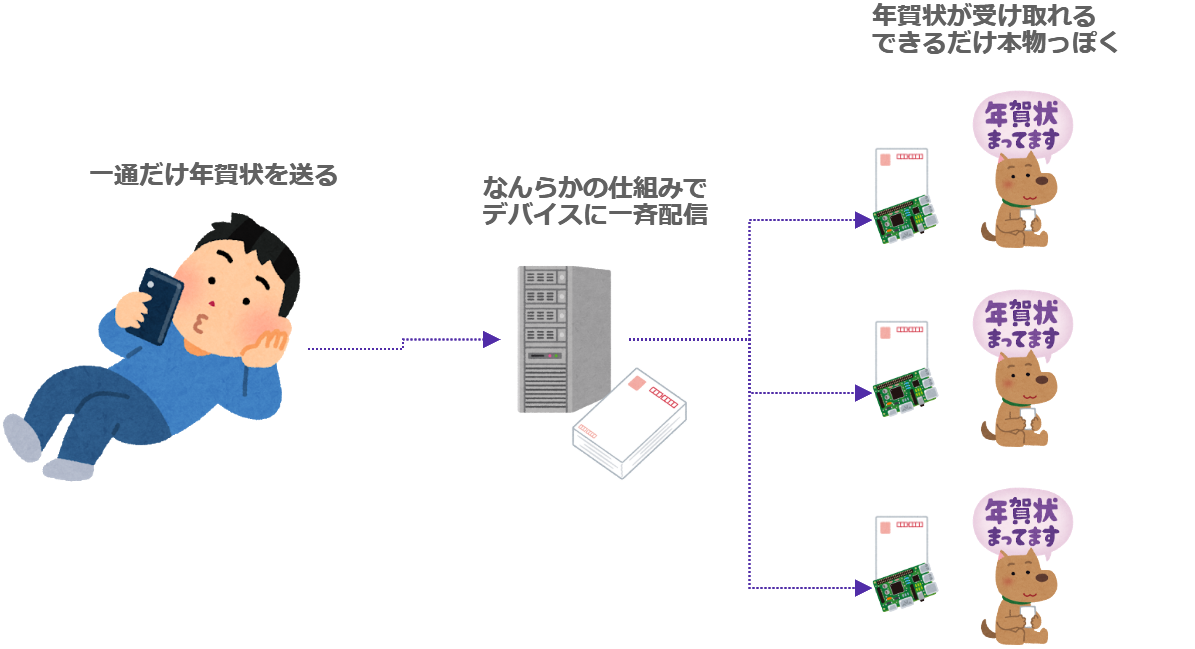 年賀状が受け取れる
できるだけ本物っぽく
一通だけ年賀状を送る
なんらかの仕組みで
デバイスに一斉配信
年賀状
まってます
年賀状
まってます
年賀状
まってます